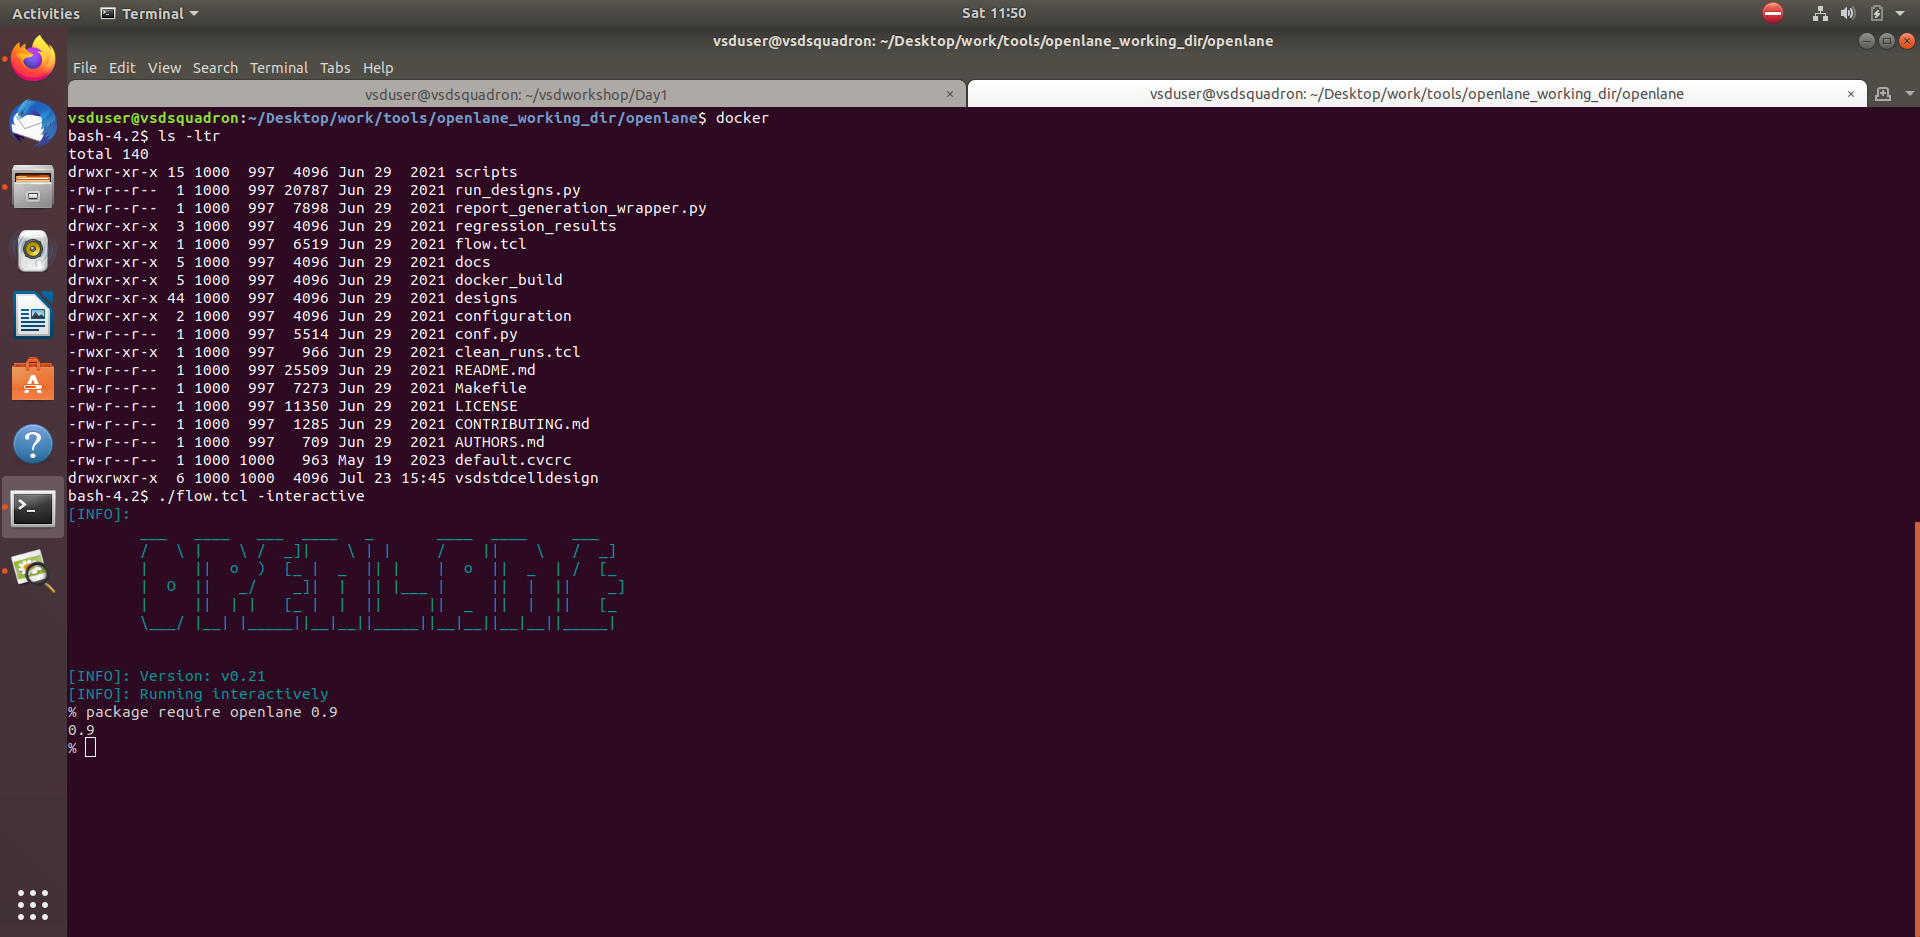 Activities Terminal Sat 11:50
vsduser@vsdsquadron: ~/Desktop/work/tools/openlane_working_dir/openlane
File Edit View Search Terminal Tabs Help
vsduser@vsdsquadron: ~/vsdworkshop/Day1 × vsduser@vsdsquadron: ~/Desktop/work/tools/openlane_working_dir/openlane ×
vsduser@vsdsquadron:~/Desktop/work/tools/openlane_working_dir/openlane$ docker
bash-4.2$ ls -ltr
total 140
drwxr-xr-x 15 1000  997  4096 Jun 29  2021 scripts
-rw-r--r--  1 1000  997 20787 Jun 29  2021 run_designs.py
-rw-r--r--  1 1000  997  7898 Jun 29  2021 report_generation_wrapper.py
drwxr-xr-x  3 1000  997  4096 Jun 29  2021 regression_results
-rwxr-xr-x  1 1000  997  6519 Jun 29  2021 flow.tcl
drwxr-xr-x  5 1000  997  4096 Jun 29  2021 docs
drwxr-xr-x  5 1000  997  4096 Jun 29  2021 docker_build
drwxr-xr-x 44 1000  997  4096 Jun 29  2021 designs
drwxr-xr-x  2 1000  997  4096 Jun 29  2021 configuration
-rw-r--r--  1 1000  997  5514 Jun 29  2021 conf.py
-rwxr-xr-x  1 1000  997   966 Jun 29  2021 clean_runs.tcl
-rw-r--r--  1 1000  997 25509 Jun 29  2021 README.md
-rw-r--r--  1 1000  997  7273 Jun 29  2021 Makefile
-rw-r--r--  1 1000  997 11350 Jun 29  2021 LICENSE
-rw-r--r--  1 1000  997  1285 Jun 29  2021 CONTRIBUTING.md
-rw-r--r--  1 1000  997   709 Jun 29  2021 AUTHORS.md
-rw-r--r--  1 1000 1000   963 May 19  2023 default.cvcrc
drwxrwxr-x  6 1000 1000  4096 Jul 23 15:45 vsdstdcelldesign
bash-4.2$ ./flow.tcl -interactive
[INFO]:
OPENLANE
[INFO]: Version: v0.21
[INFO]: Running interactively
% package require openlane 0.9
0.9
%